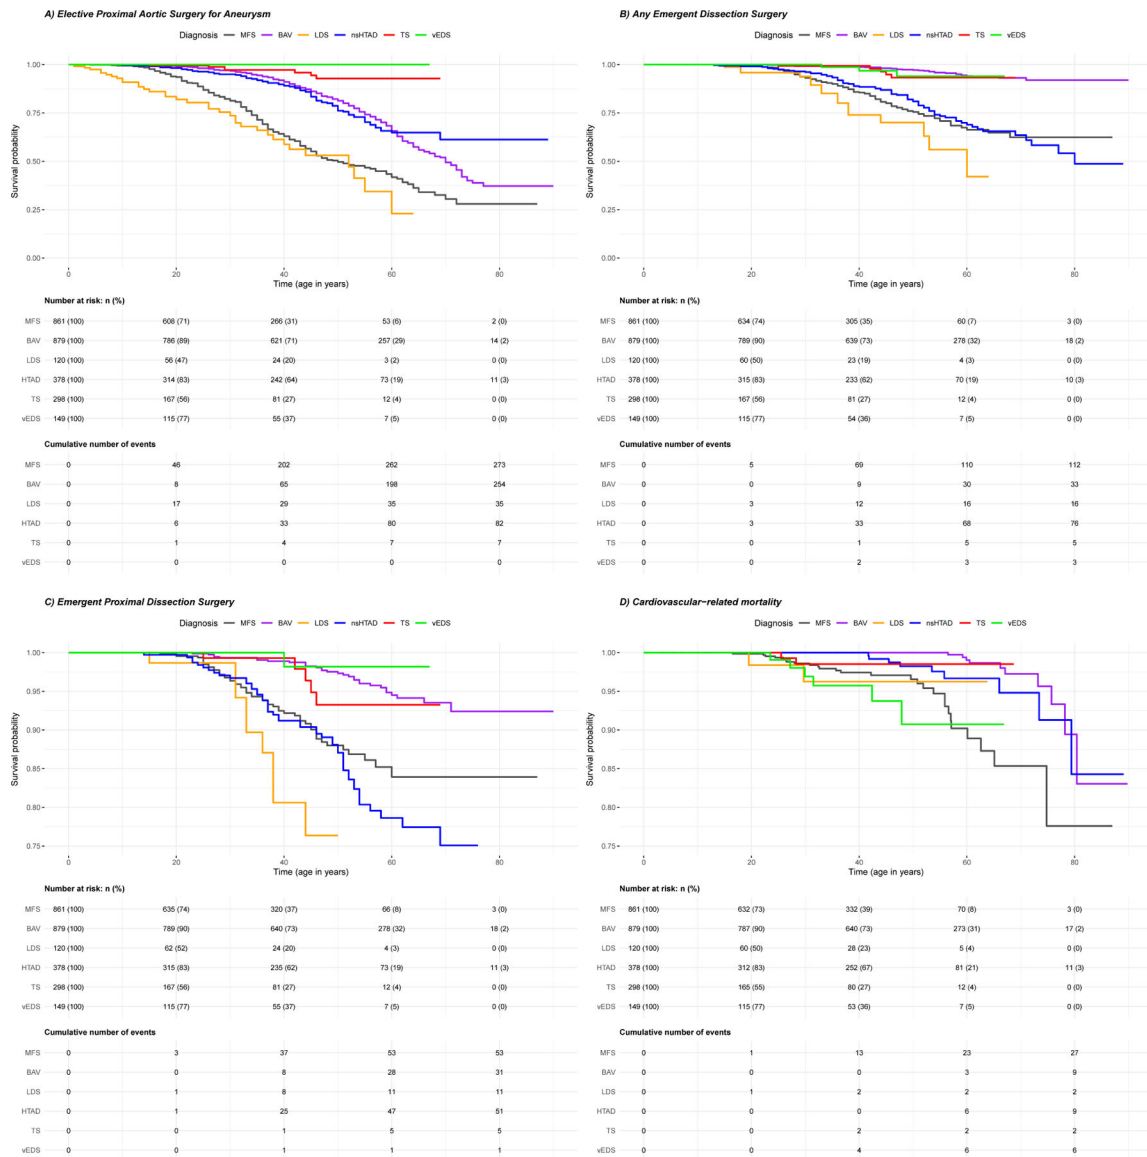 A) Elective Proximal Aortic Surgery for Aneurysm
Diagnosis MFS BAV LDS nsHTAD TS vEDS
Survival probability
1.00
0.75
0.50
0.25
0.00
0 20 40 60 80
Time (age in years)
Number at risk: n (%)
MFS 861 (100) 608 (71) 266 (31) 53 (6) 2 (0)
BAV 879 (100) 786 (89) 621 (71) 257 (29) 14 (2)
LDS 120 (100) 56 (47) 24 (20) 3 (2) 0 (0)
HTAD 378 (100) 314 (83) 242 (64) 73 (19) 11 (3)
TS 298 (100) 167 (56) 81 (27) 12 (4) 0 (0)
vEDS 149 (100) 115 (77) 55 (37) 7 (5) 0 (0)
Cumulative number of events
MFS 0 46 202 262 273
BAV 0 8 65 198 254
LDS 0 17 29 35 35
HTAD 0 6 33 80 82
TS 0 1 4 7 7
vEDS 0 0 0 0 0
B) Any Emergent Dissection Surgery
Diagnosis MFS BAV LDS nsHTAD TS vEDS
Survival probability
1.00
0.75
0.50
0.25
0.00
0 20 40 60 80
Time (age in years)
Number at risk: n (%)
MFS 861 (100) 634 (74) 305 (35) 60 (7) 3 (0)
BAV 879 (100) 789 (90) 639 (73) 278 (32) 18 (2)
LDS 120 (100) 60 (50) 23 (19) 4 (3) 0 (0)
HTAD 378 (100) 315 (83) 233 (62) 70 (19) 10 (3)
TS 298 (100) 167 (56) 81 (27) 12 (4) 0 (0)
vEDS 149 (100) 115 (77) 54 (36) 7 (5) 0 (0)
Cumulative number of events
MFS 0 5 69 110 112
BAV 0 0 9 30 33
LDS 0 3 12 16 16
HTAD 0 3 33 68 76
TS 0 0 1 5 5
vEDS 0 0 2 3 3
C) Emergent Proximal Dissection Surgery
Diagnosis MFS BAV LDS nsHTAD TS vEDS
Survival probability
1.00
0.95
0.90
0.85
0.80
0.75
0 20 40 60 80
Time (age in years)
Number at risk: n (%)
MFS 861 (100) 635 (74) 320 (37) 66 (8) 3 (0)
BAV 879 (100) 789 (90) 640 (73) 278 (32) 18 (2)
LDS 120 (100) 62 (52) 24 (20) 4 (3) 0 (0)
HTAD 378 (100) 315 (83) 235 (62) 73 (19) 11 (3)
TS 298 (100) 167 (56) 81 (27) 12 (4) 0 (0)
vEDS 149 (100) 115 (77) 55 (37) 7 (5) 0 (0)
Cumulative number of events
MFS 0 3 37 53 53
BAV 0 0 8 28 31
LDS 0 1 8 11 11
HTAD 0 1 25 47 51
TS 0 0 1 5 5
vEDS 0 0 1 1 1
D) Cardiovascular−related mortality
Diagnosis MFS BAV LDS nsHTAD TS vEDS
Survival probability
1.00
0.95
0.90
0.85
0.80
0.75
0 20 40 60 80
Time (age in years)
Number at risk: n (%)
MFS 861 (100) 632 (73) 332 (39) 70 (8) 3 (0)
BAV 879 (100) 787 (90) 640 (73) 273 (31) 17 (2)
LDS 120 (100) 60 (50) 28 (23) 5 (4) 0 (0)
HTAD 378 (100) 312 (83) 252 (67) 81 (21) 11 (3)
TS 298 (100) 165 (55) 80 (27) 12 (4) 0 (0)
vEDS 149 (100) 115 (77) 53 (36) 7 (5) 0 (0)
Cumulative number of events
MFS 0 1 13 23 27
BAV 0 0 0 3 9
LDS 0 1 2 2 2
HTAD 0 0 0 6 9
TS 0 0 2 2 2
vEDS 0 0 4 6 6